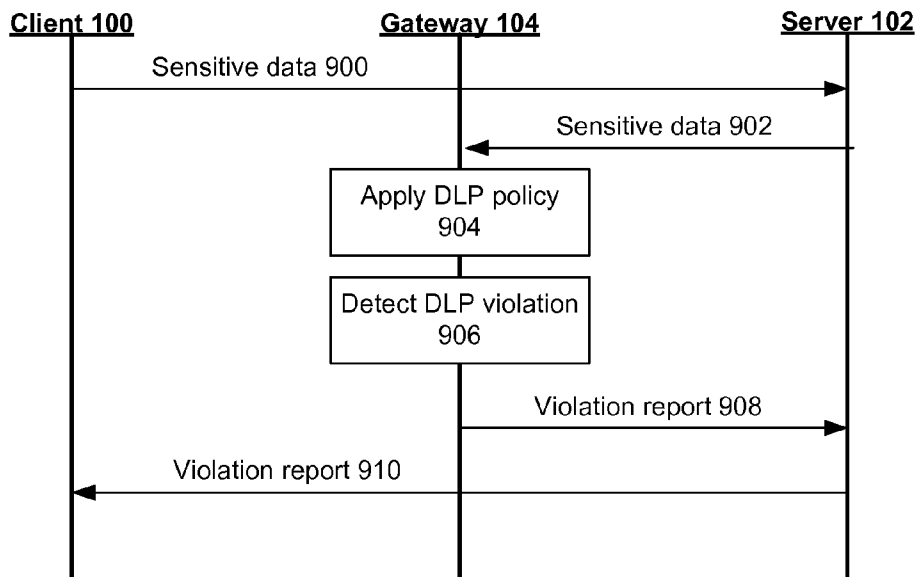 Client 100
Gateway 104
Server 102
Sensitive data 900
Sensitive data 902
Apply DLP policy
904
Detect DLP violation
906
Violation report 908
Violation report 910